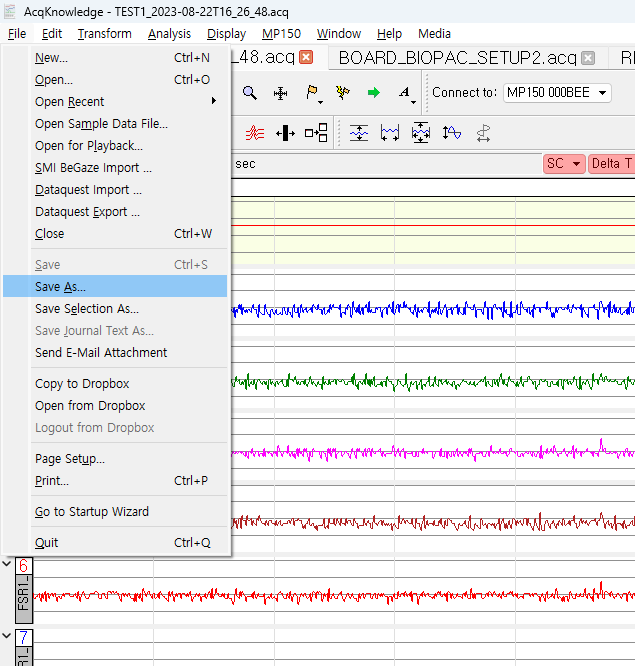 AcqKnowledge - TEST1_2023-08-22T16_26_48.acq
File Edit Transform Analysis Display MP150 Window Help Media
_48.acq BOARD_BIOPAC_SETUP2.acq
Connect to: MP150 000BEE
sec SC Delta T
New... Ctrl+N
Open... Ctrl+O
Open Recent
Open Sample Data File...
Open for Playback...
SMI BeGaze Import ...
Dataquest Import ...
Dataquest Export ...
Close Ctrl+W
Save Ctrl+S
Save As...
Save Selection As...
Save Journal Text As...
Send E-Mail Attachment
Copy to Dropbox
Open from Dropbox
Logout from Dropbox
Page Setup...
Print... Ctrl+P
Go to Startup Wizard
Quit Ctrl+Q
6
FSR1_
7
R1_